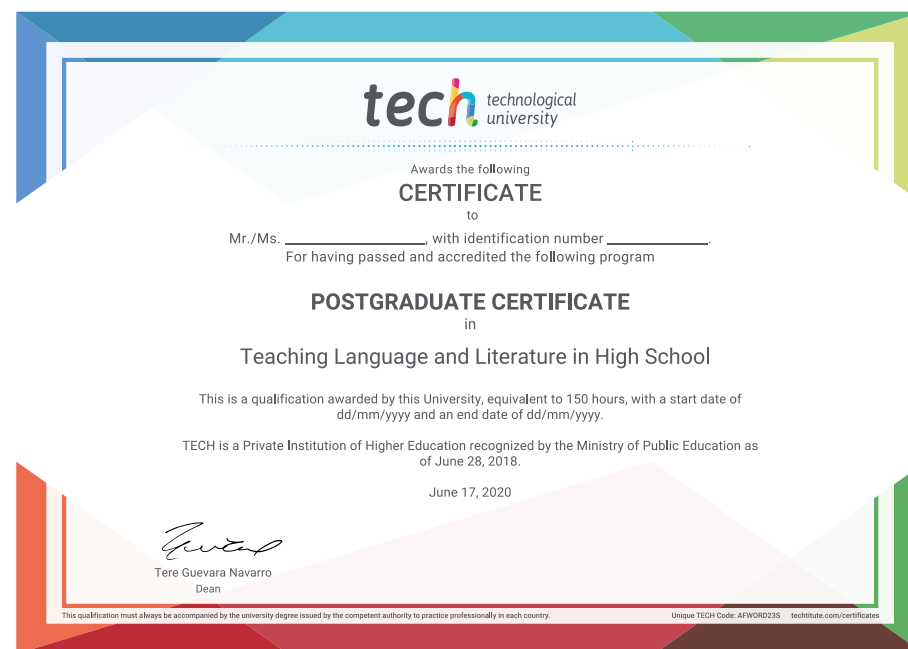 tech technological
university
Awards the following
CERTIFICATE
to
Mr./Ms. ____________________, with identification number ______________.
For having passed and accredited the following program
POSTGRADUATE CERTIFICATE
in
Teaching Language and Literature in High School
This is a qualification awarded by this University, equivalent to 150 hours, with a start date of
dd/mm/yyyy and an end date of dd/mm/yyyy.
TECH is a Private Institution of Higher Education recognized by the Ministry of Public Education as
of June 28, 2018.
June 17, 2020
Tere Guevara Navarro
Dean
This qualification must always be accompanied by the university degree issued by the competent authority to practice professionally in each country. Unique TECH Code: AFWORD23S techtitute.com/certificates